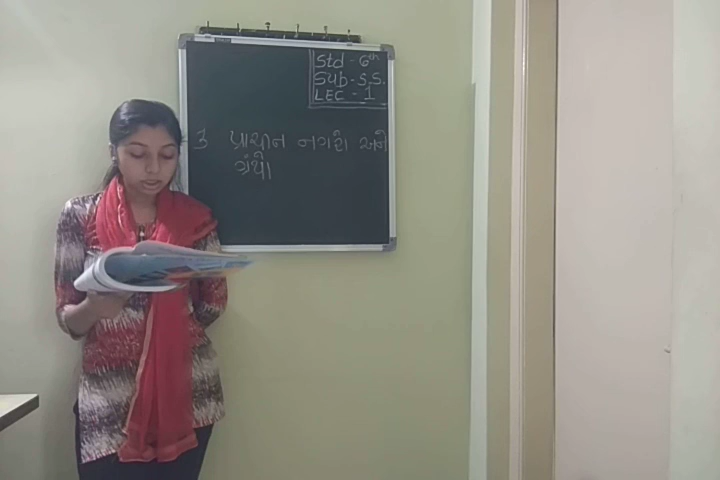 Std - 6th
Sub - S.S.
LEC - 1
3 પ્રાચીન નગરો અને
ગ્રંથો